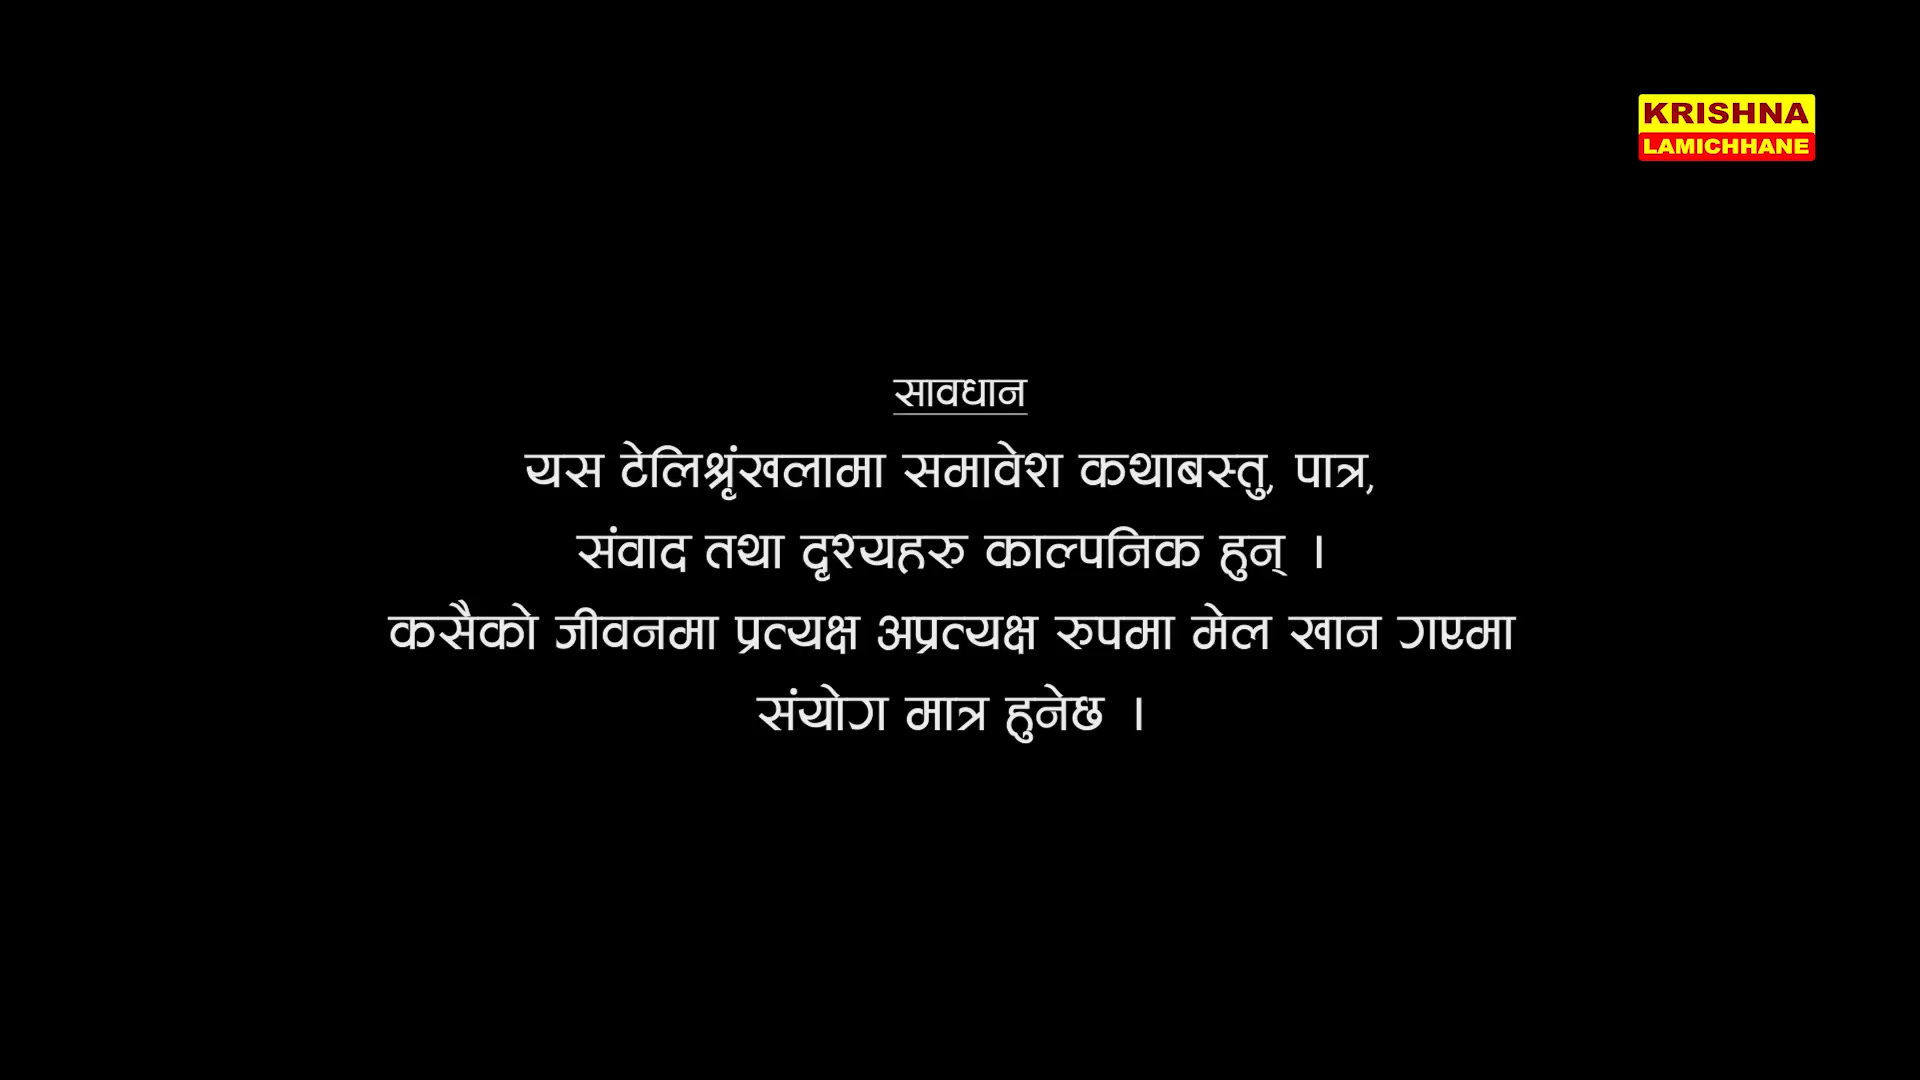 KRISHNA
LAMICHHANE
सावधान
यस टेलिश्रृंखलामा समावेश कथाबस्तु, पात्र,
संवाद तथा दृश्यहरु काल्पनिक हुन् ।
कसैको जीवनमा प्रत्यक्ष अप्रत्यक्ष रुपमा मेल खान गएमा
संयोग मात्र हुनेछ ।